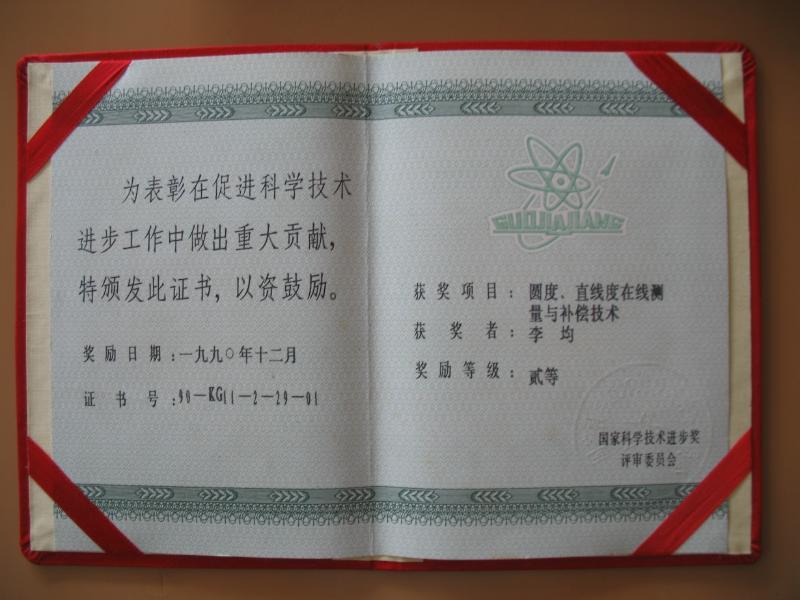 为表彰在促进科学技术
进步工作中做出重大贡献，
特颁发此证书，以资鼓励。
奖励日期：一九九〇年十二月
证书号：90—KG11—2—29—01
GUOJIAJIANG
获奖项目：圆度、直线度在线测
量与补偿技术
获奖者：李均
奖励等级：贰等
国家科学技术进步奖
评审委员会